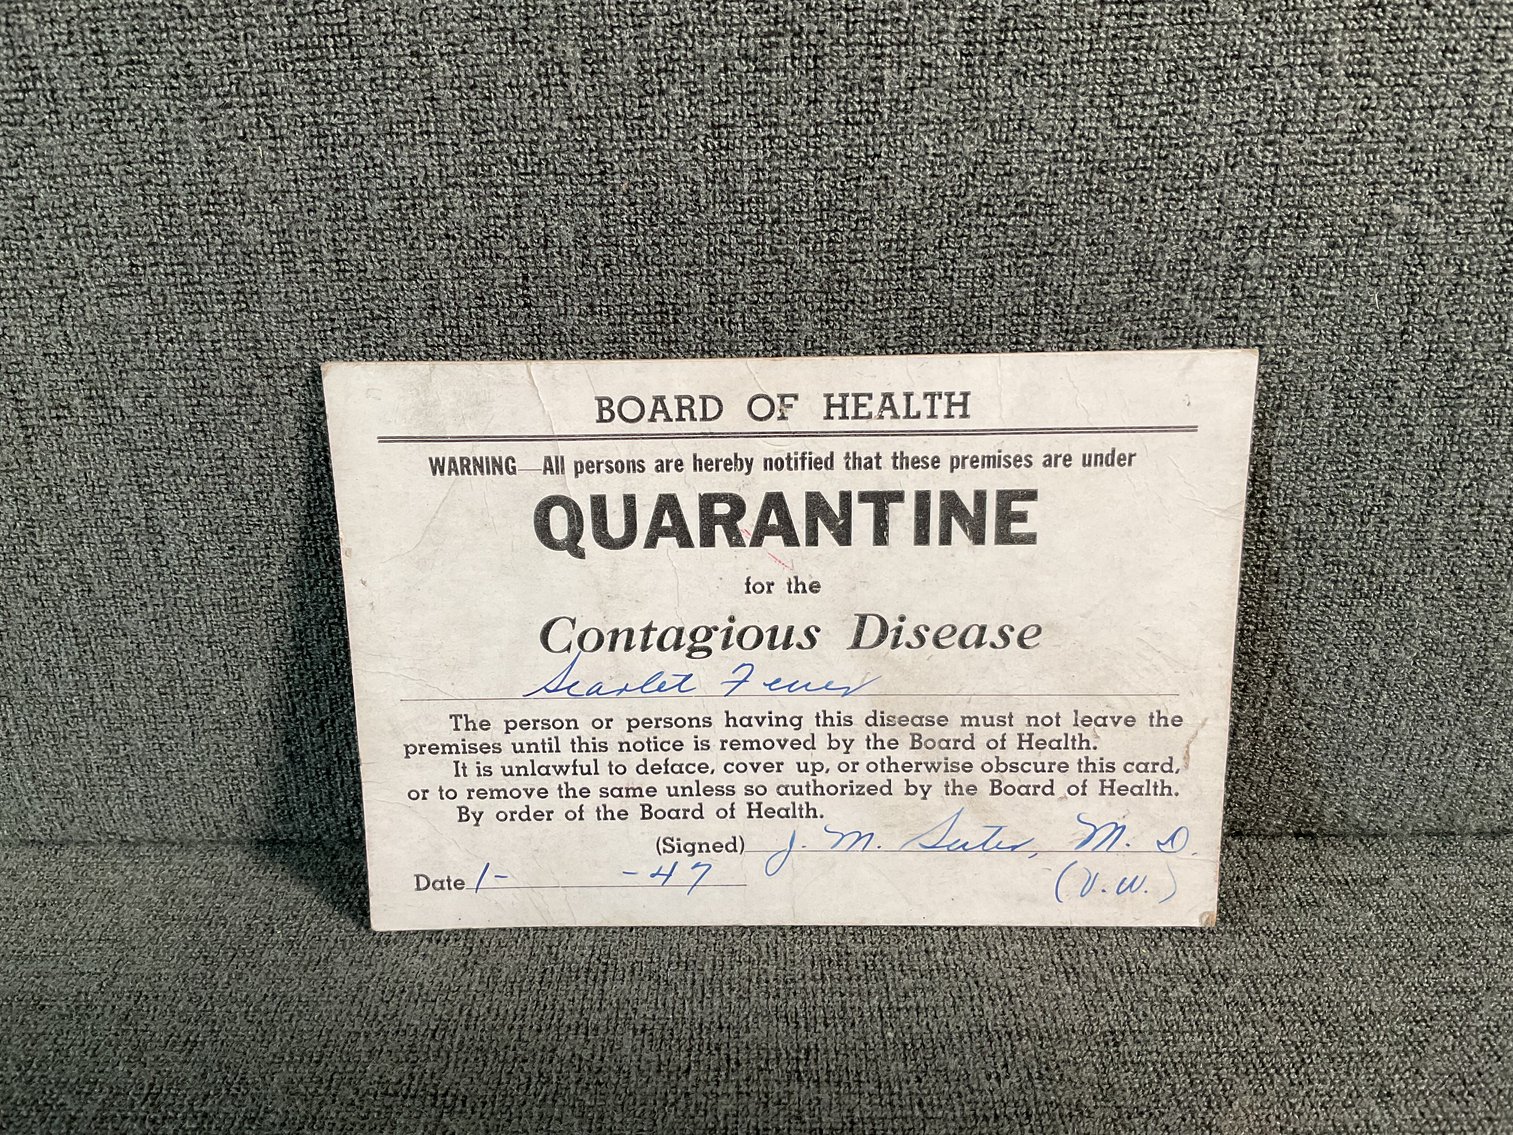 BOARD OF HEALTH
WARNING—All persons are hereby notified that these premises are under
QUARANTINE
for the
Contagious Disease
Scarlet Fever
The person or persons having this disease must not leave the
premises until this notice is removed by the Board of Health.
It is unlawful to deface, cover up, or otherwise obscure this card,
or to remove the same unless so authorized by the Board of Health.
By order of the Board of Health.
(Signed) J. M. Suter, M. D.
Date 1- -47 (V. W.)